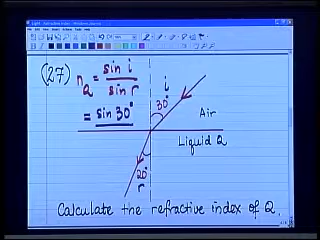 (27)
n_Q = sin i / sin r
= sin 30°
i
30°
Air
Liquid Q
20°
r
Calculate the refractive index of Q.